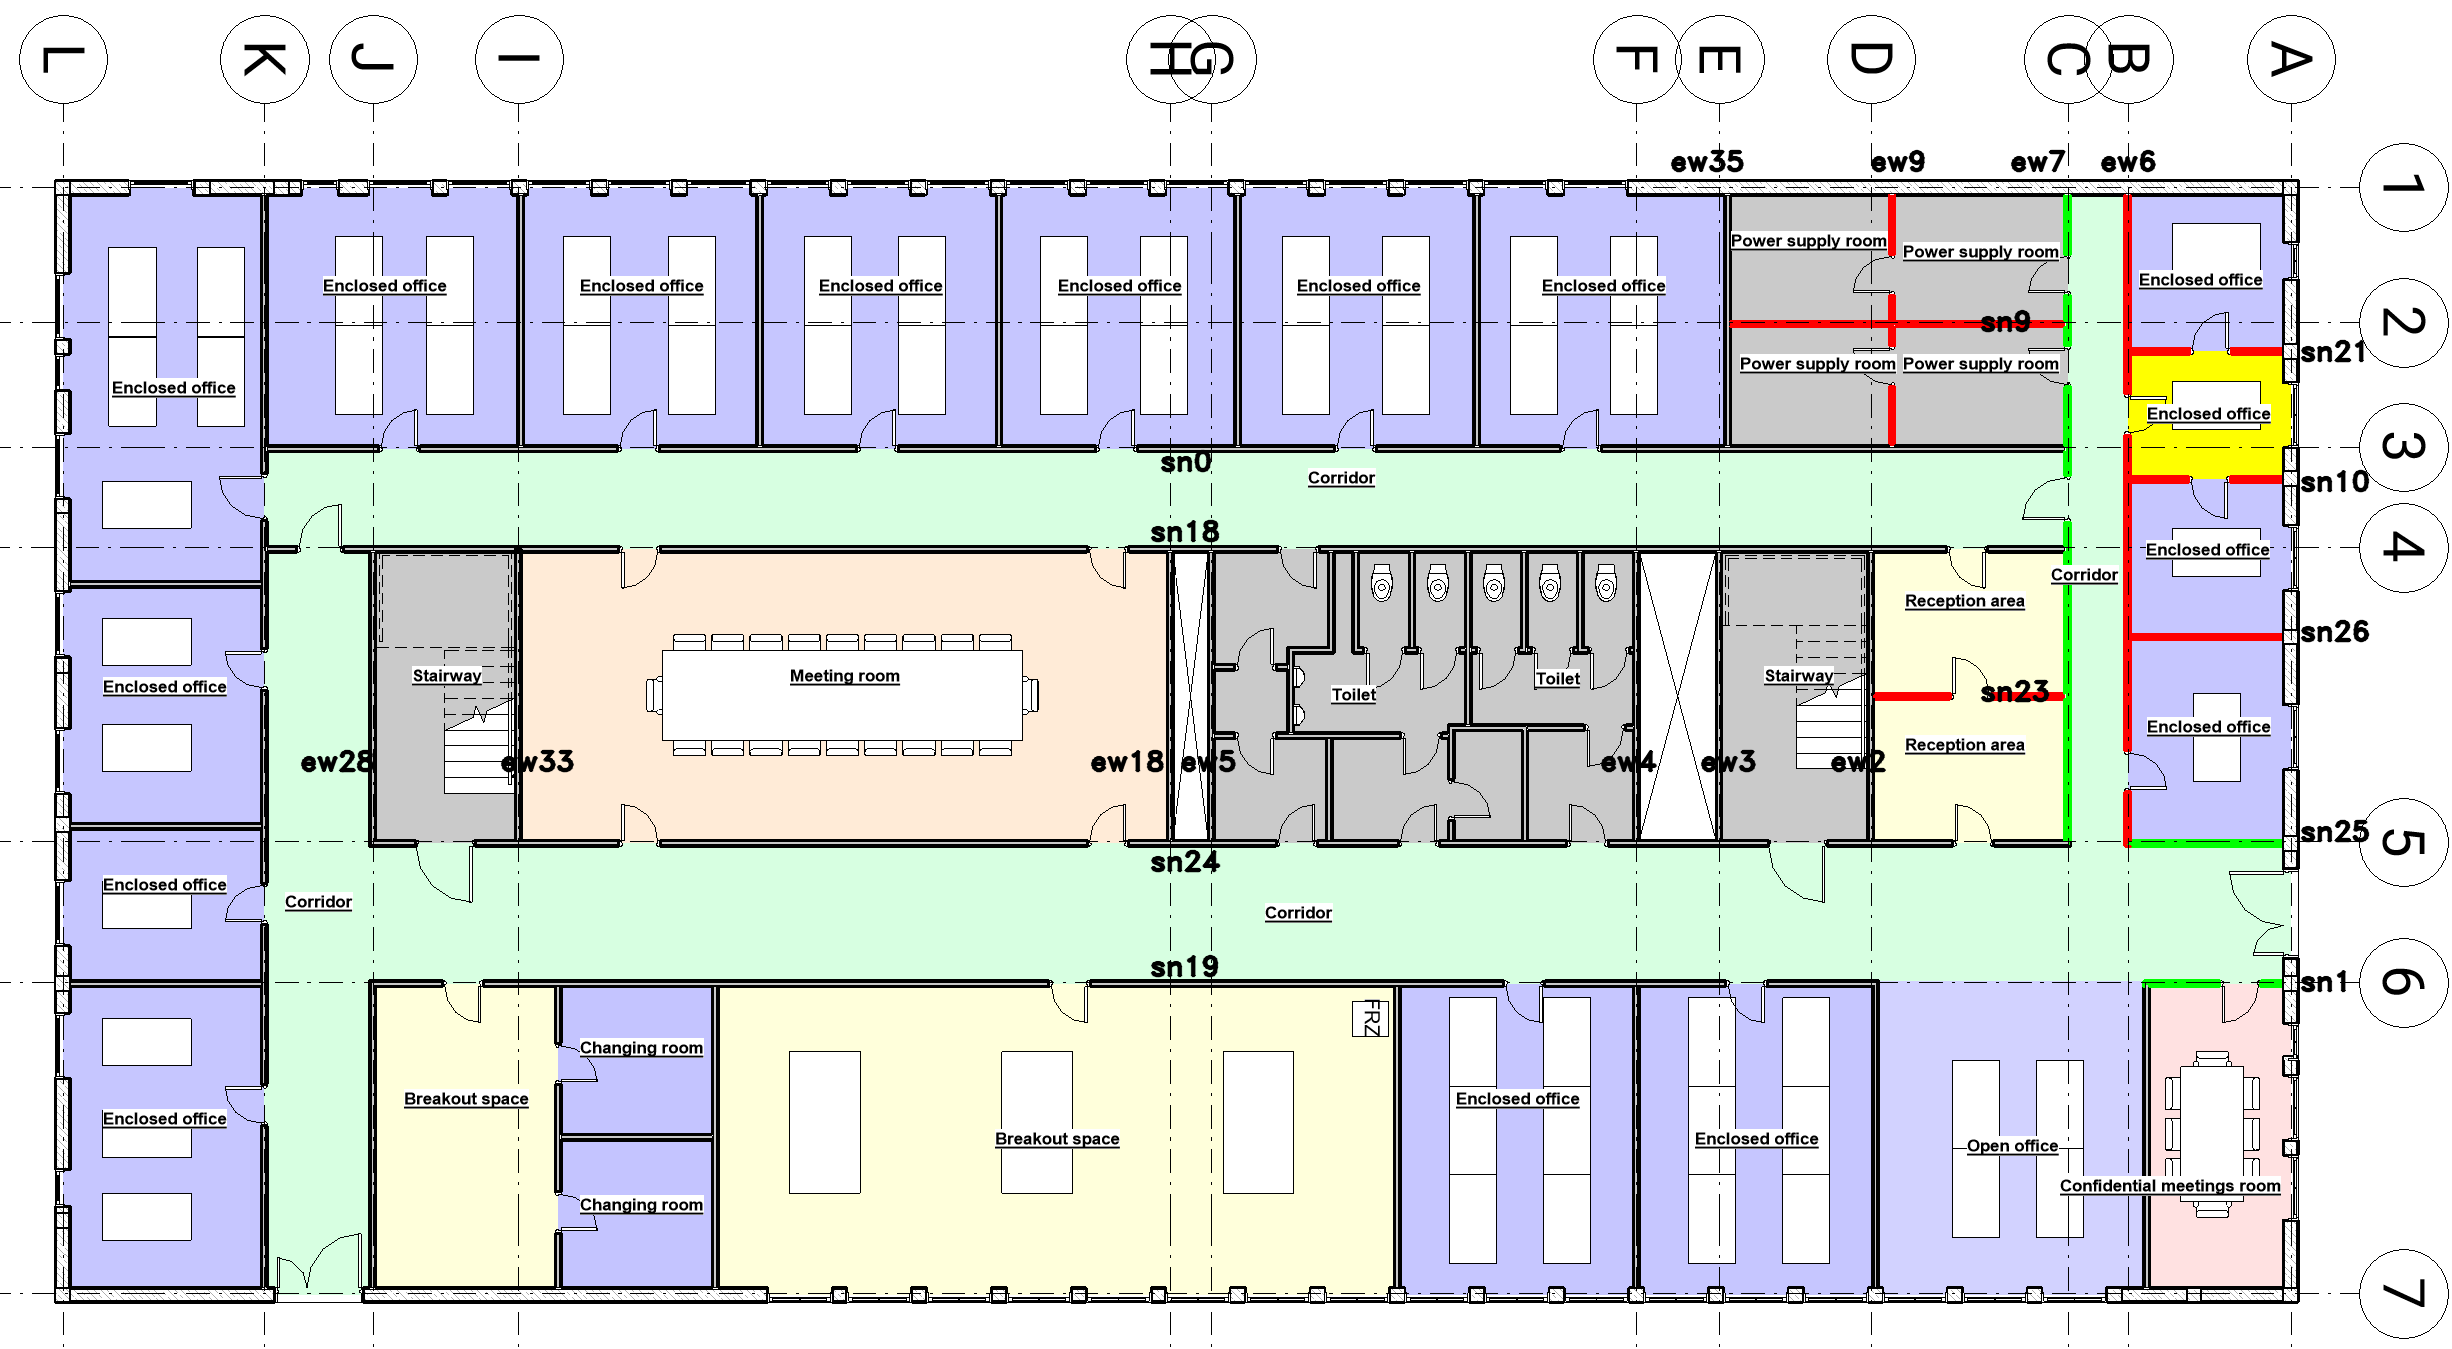 L K J I H G F E D C B A
ew35 ew9 ew7 ew6
1
Power supply room
Power supply room
Enclosed office
Enclosed office
Enclosed office
Enclosed office
Enclosed office
Enclosed office
Enclosed office
sn9
2
sn21
Power supply room
Power supply room
Enclosed office
Enclosed office
3
sn0
Corridor
sn10
sn18
Enclosed office
4
Corridor
Reception area
sn26
Stairway
Meeting room
Toilet
Toilet
Stairway
Enclosed office
sn23
Enclosed office
Reception area
ew28
ew33
ew18
ew5
ew4
ew3
ew2
sn25
5
sn24
Enclosed office
Corridor
Corridor
sn19
sn1
6
FRZ
Changing room
Breakout space
Enclosed office
Enclosed office
Breakout space
Enclosed office
Open office
Confidential meetings room
Changing room
7